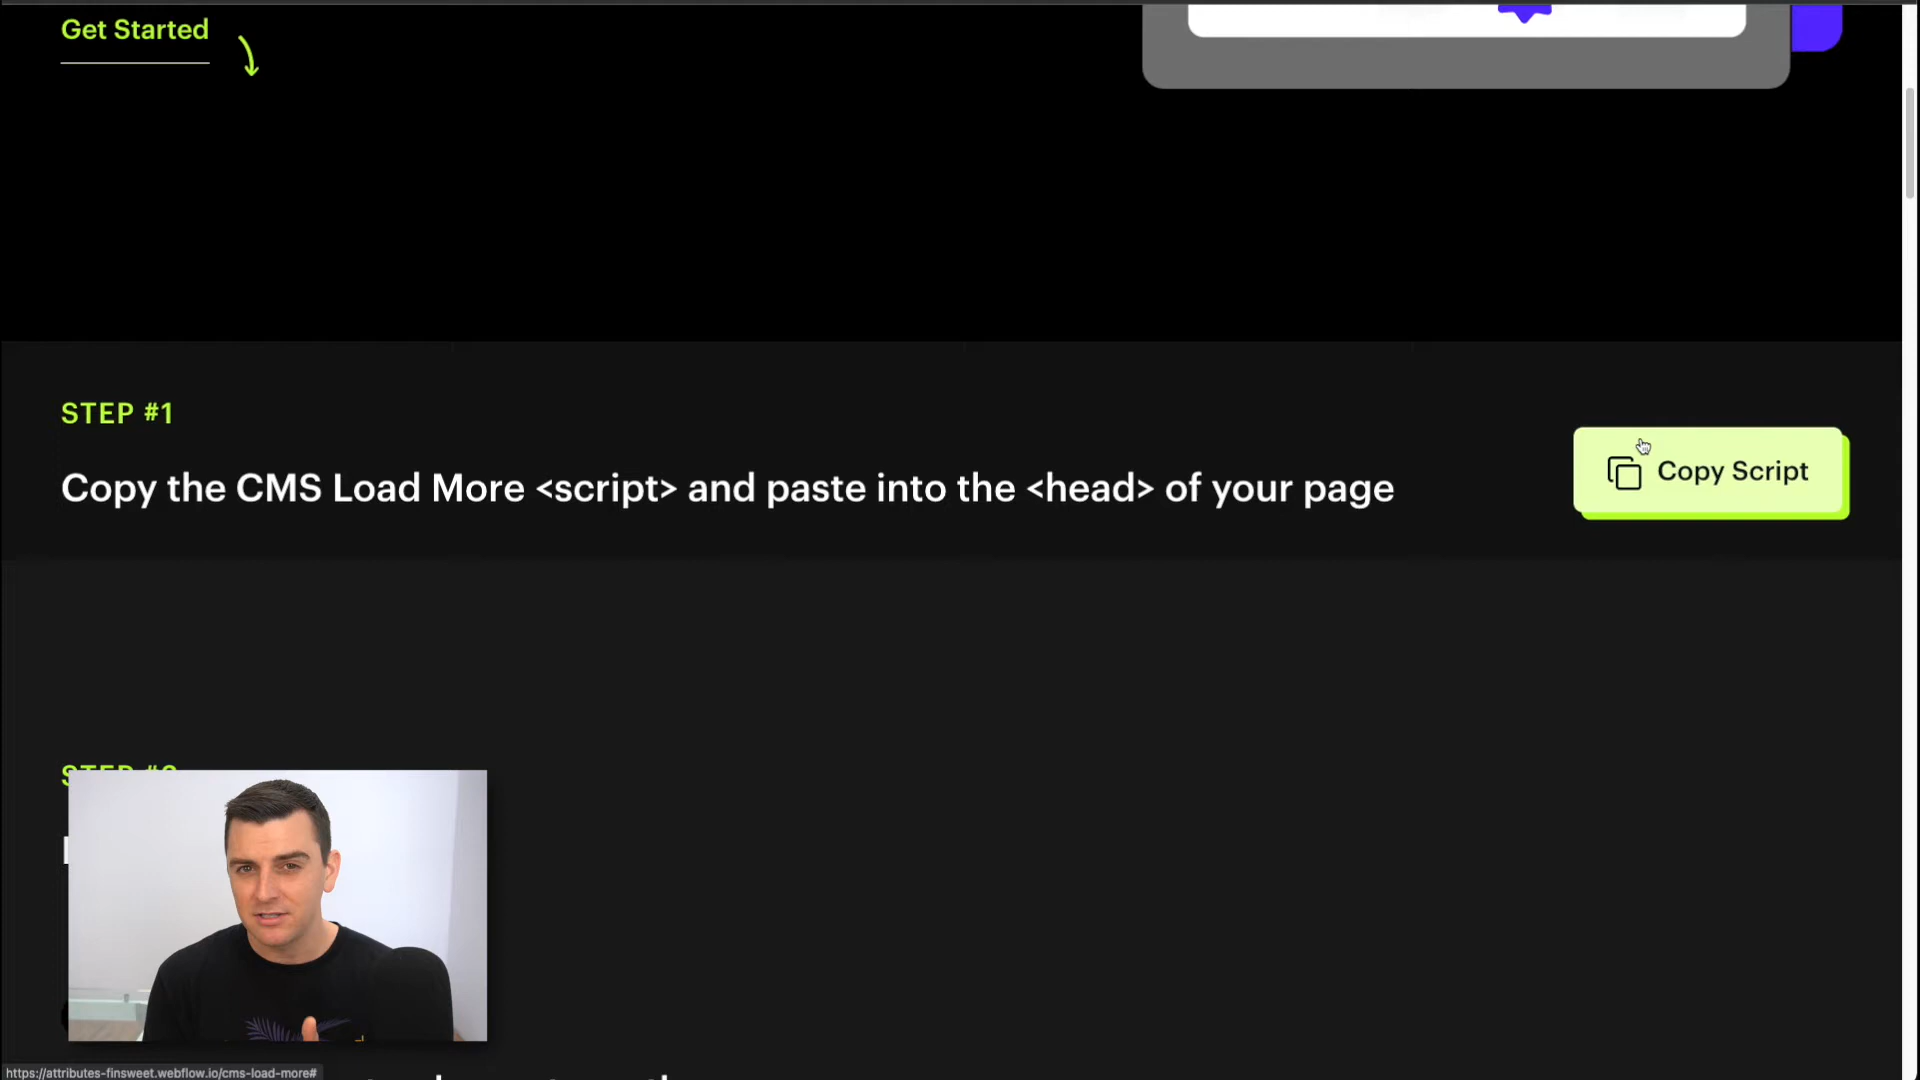 Get Started
STEP #1
Copy the CMS Load More <script> and paste into the <head> of your page
Copy Script
https://attributes-finsweet.webflow.io/cms-load-more#